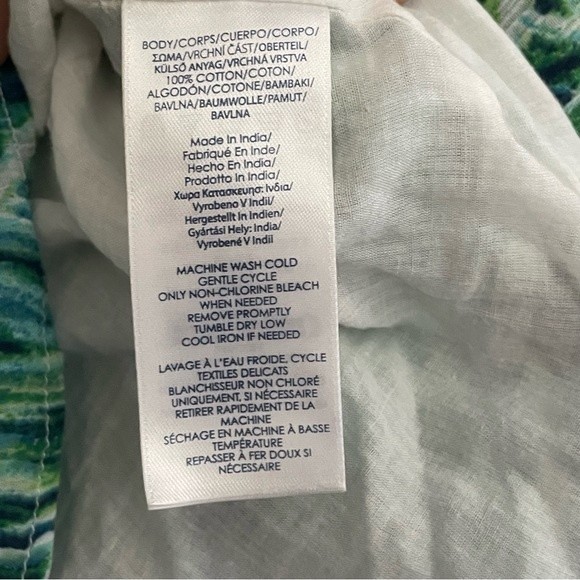 BODY/CORPS/CUERPO/CORPO/
ΣΩΜΑ/VRCHNÍ ČÁST/OBERTEIL/
KÜLSŐ ANYAG/VRCHNÁ VRSTVA
100% COTTON/COTON/
ALGODÓN/COTONE/BAMBAKI/
BAVLNA/BAUMWOLLE/PAMUT/
BAVLNA
Made In India/
Fabriqué En Inde/
Hecho En India/
Prodotto In India/
Χωρα Κατασκευησ: Ινδια/
Vyrobeno V Indii/
Hergestellt In Indien/
Gyártási Hely: India/
Vyrobené V Indii
MACHINE WASH COLD
GENTLE CYCLE
ONLY NON-CHLORINE BLEACH
WHEN NEEDED
REMOVE PROMPTLY
TUMBLE DRY LOW
COOL IRON IF NEEDED
LAVAGE À L'EAU FROIDE, CYCLE
TEXTILES DELICATS
BLANCHISSEUR NON CHLORÉ
UNIQUEMENT, SI NÉCESSAIRE
RETIRER RAPIDEMENT DE LA
MACHINE
SÉCHAGE EN MACHINE À BASSE
TEMPÉRATURE
REPASSER À FER DOUX SI
NÉCESSAIRE